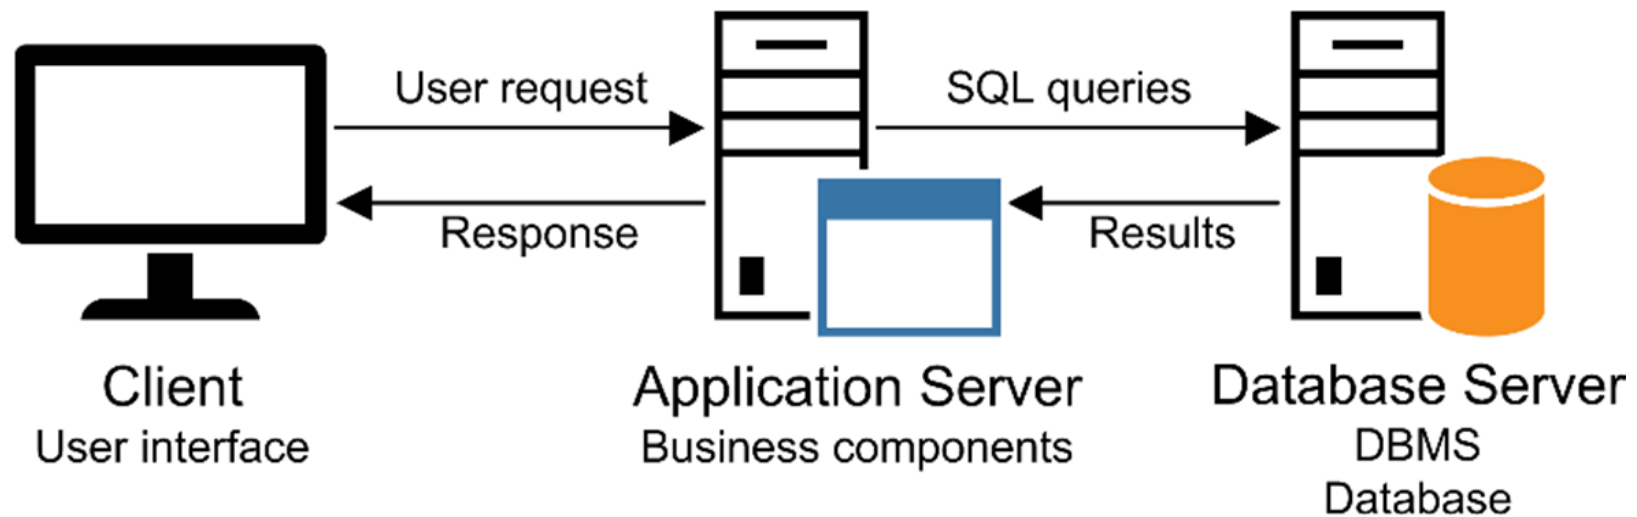 User request
SQL queries
Response
Results
Client
User interface
Application Server
Business components
Database Server
DBMS
Database